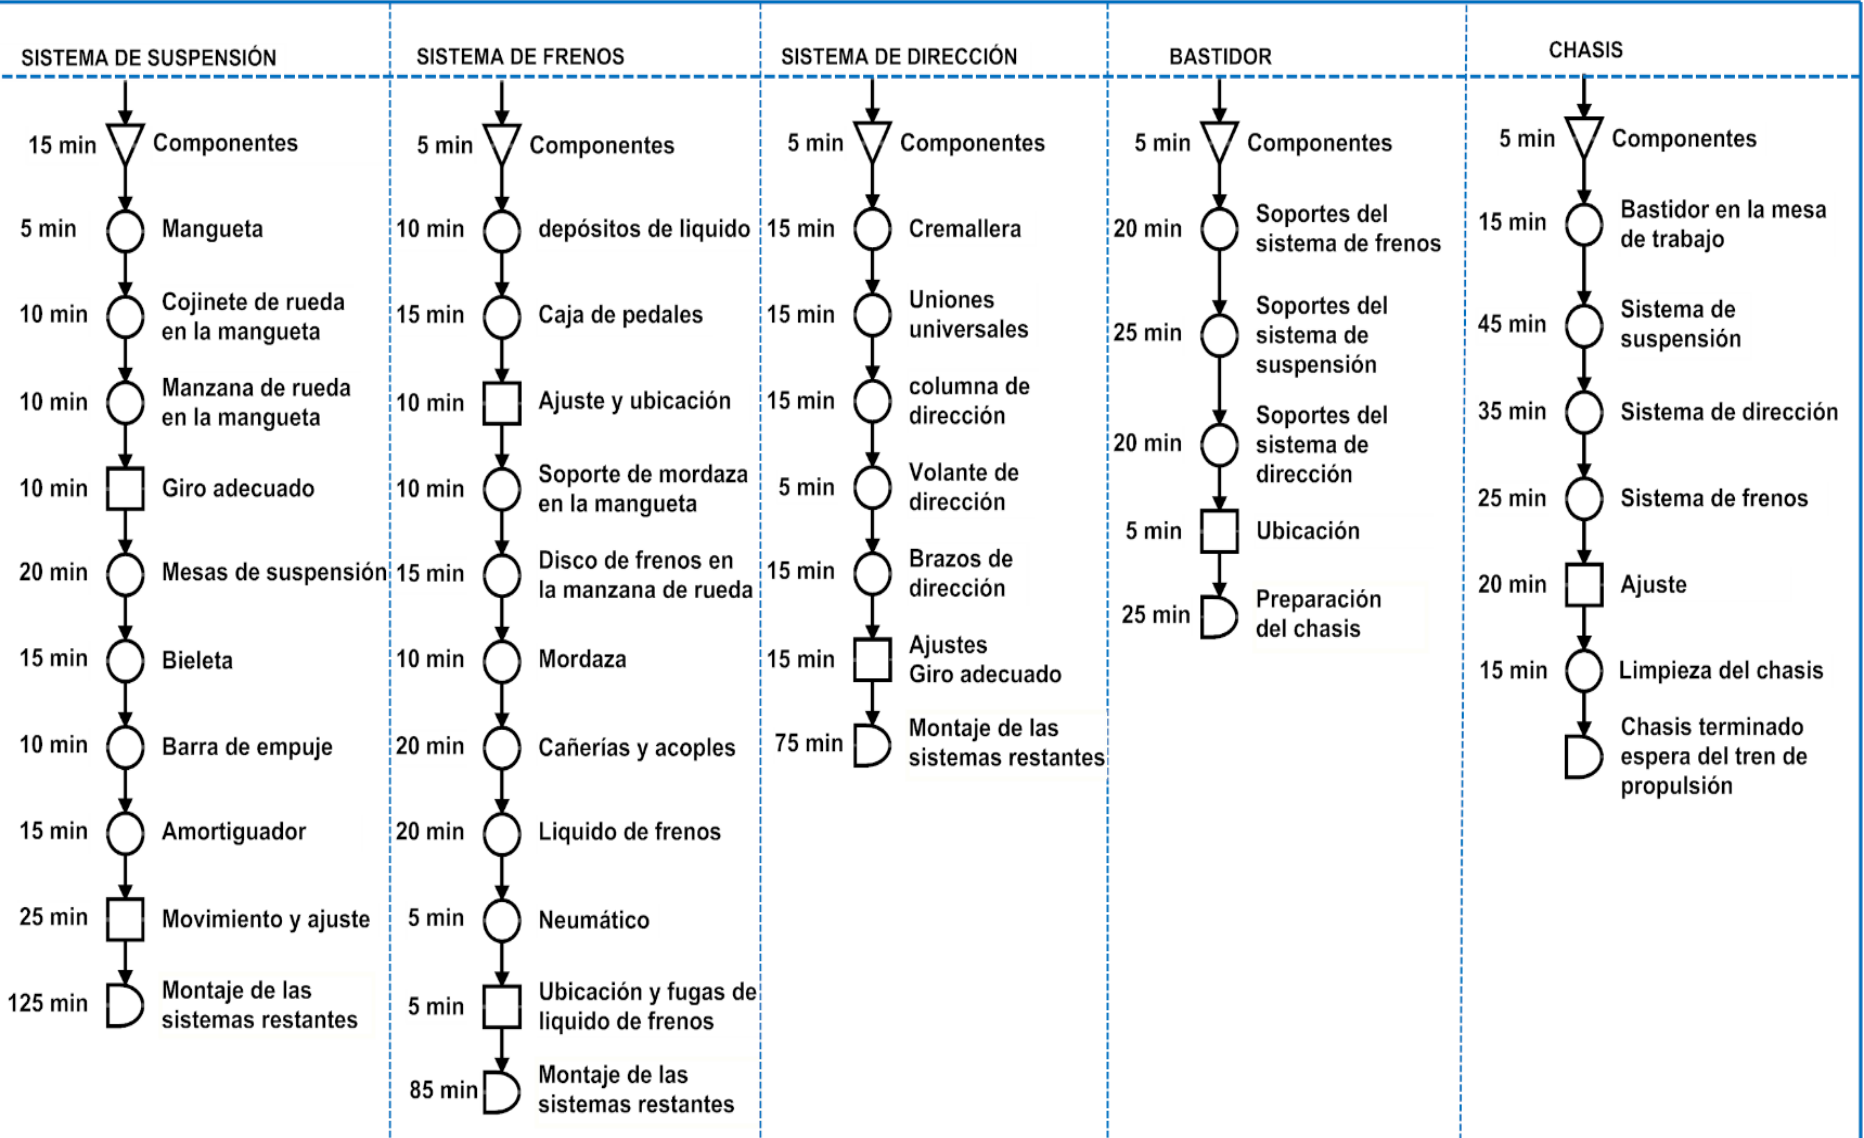 SISTEMA DE SUSPENSIÓN
15 min Componentes
5 min Mangueta
10 min Cojinete de rueda
en la mangueta
10 min Manzana de rueda
en la mangueta
10 min Giro adecuado
20 min Mesas de suspensión
15 min Bieleta
10 min Barra de empuje
15 min Amortiguador
25 min Movimiento y ajuste
125 min Montaje de las
sistemas restantes
SISTEMA DE FRENOS
5 min Componentes
10 min depósitos de liquido
15 min Caja de pedales
10 min Ajuste y ubicación
10 min Soporte de mordaza
en la mangueta
15 min Disco de frenos en
la manzana de rueda
10 min Mordaza
20 min Cañerías y acoples
20 min Liquido de frenos
5 min Neumático
5 min Ubicación y fugas de
liquido de frenos
85 min Montaje de las
sistemas restantes
SISTEMA DE DIRECCIÓN
5 min Componentes
15 min Cremallera
15 min Uniones
universales
15 min columna de
dirección
5 min Volante de
dirección
15 min Brazos de
dirección
15 min Ajustes
Giro adecuado
75 min Montaje de las
sistemas restantes
BASTIDOR
5 min Componentes
20 min Soportes del
sistema de frenos
25 min Soportes del
sistema de
suspensión
20 min Soportes del
sistema de
dirección
5 min Ubicación
25 min Preparación
del chasis
CHASIS
5 min Componentes
15 min Bastidor en la mesa
de trabajo
45 min Sistema de
suspensión
35 min Sistema de dirección
25 min Sistema de frenos
20 min Ajuste
15 min Limpieza del chasis
Chasis terminado
espera del tren de
propulsión